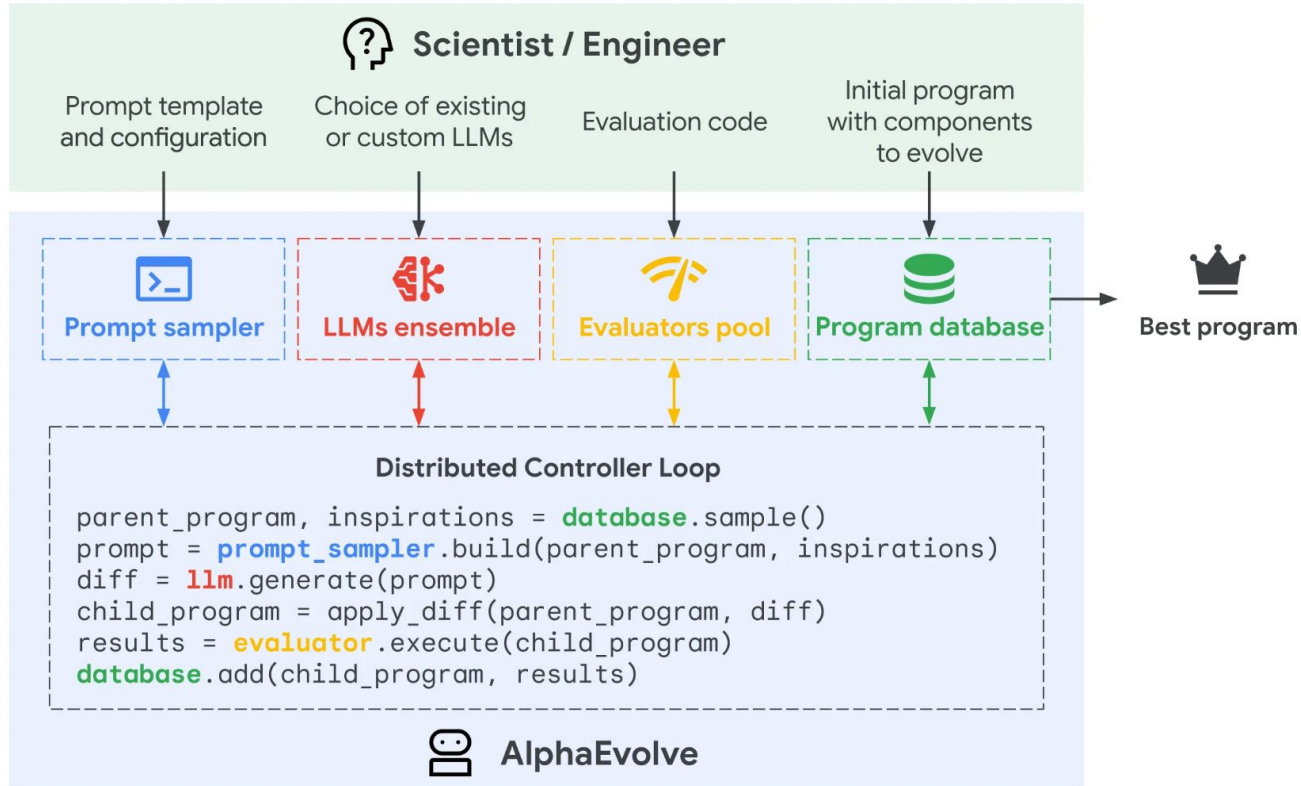 Scientist / Engineer
Prompt template
and configuration
Choice of existing
or custom LLMs
Evaluation code
Initial program
with components
to evolve
Prompt sampler
LLMs ensemble
Evaluators pool
Program database
Best program
Distributed Controller Loop
parent_program, inspirations = database.sample()
prompt = prompt_sampler.build(parent_program, inspirations)
diff = llm.generate(prompt)
child_program = apply_diff(parent_program, diff)
results = evaluator.execute(child_program)
database.add(child_program, results)
AlphaEvolve